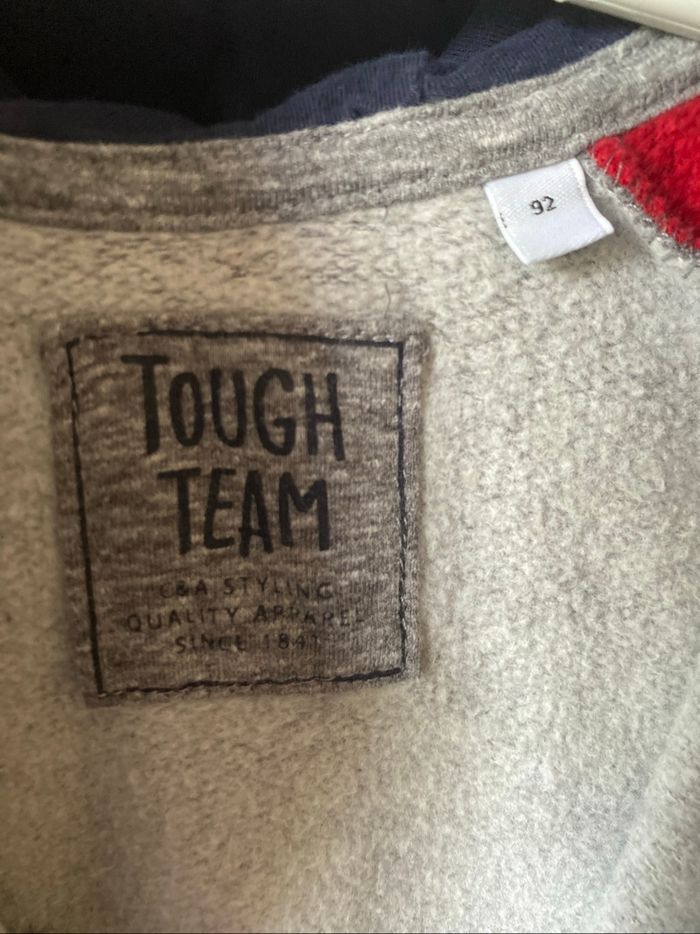 92
TOUGH
TEAM
C&A STYLING
QUALITY APPAREL
SINCE 1841